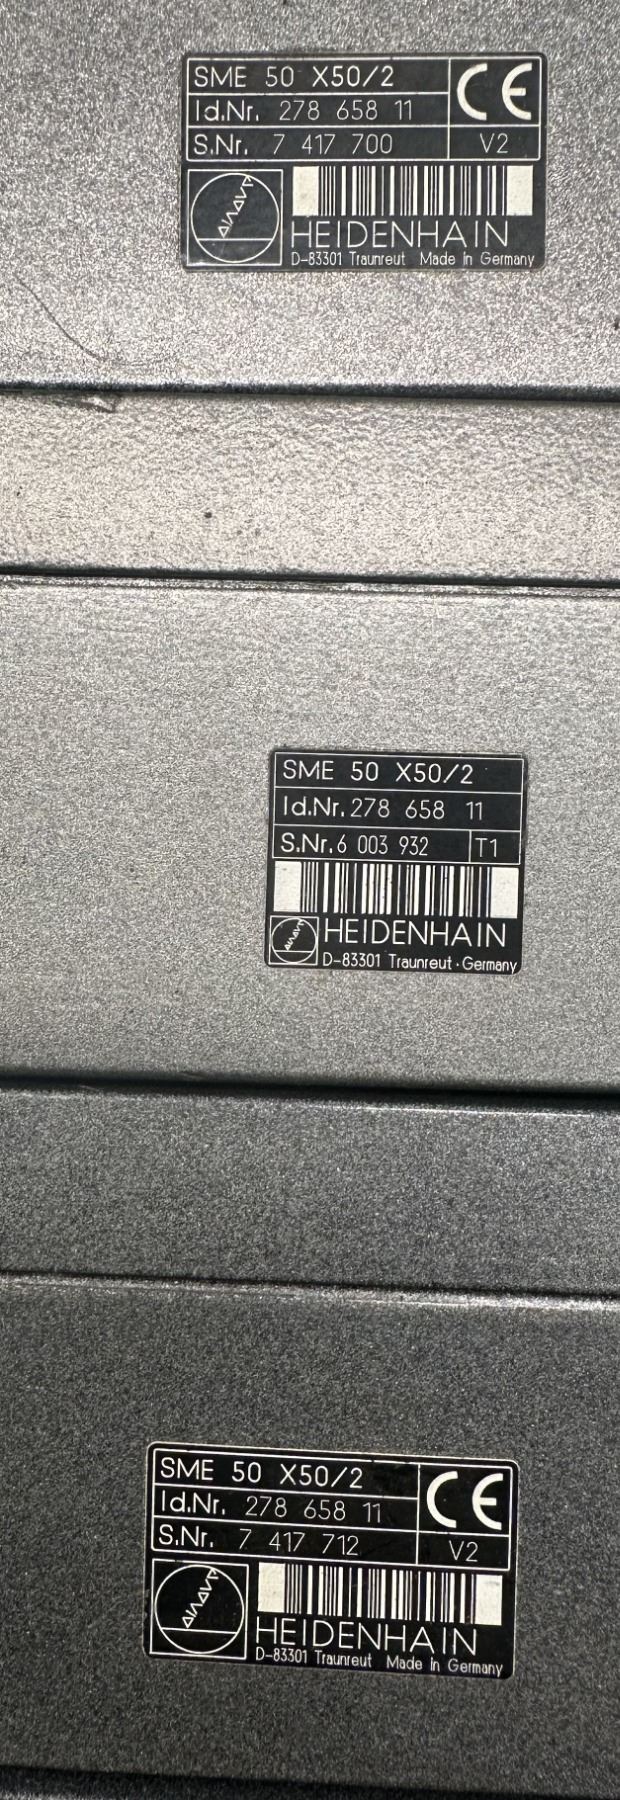 SME 50 X50/2
CE
Id.Nr. 278 658 11
S.Nr. 7 417 700
V2
HEIDENHAIN
D-83301 Traunreut Made in Germany
SME 50 X50/2
Id.Nr. 278 658 11
S.Nr. 6 003 932
T1
HEIDENHAIN
D-83301 Traunreut · Germany
SME 50 X50/2
CE
Id.Nr. 278 658 11
S.Nr. 7 417 712
V2
HEIDENHAIN
D-83301 Traunreut Made in Germany